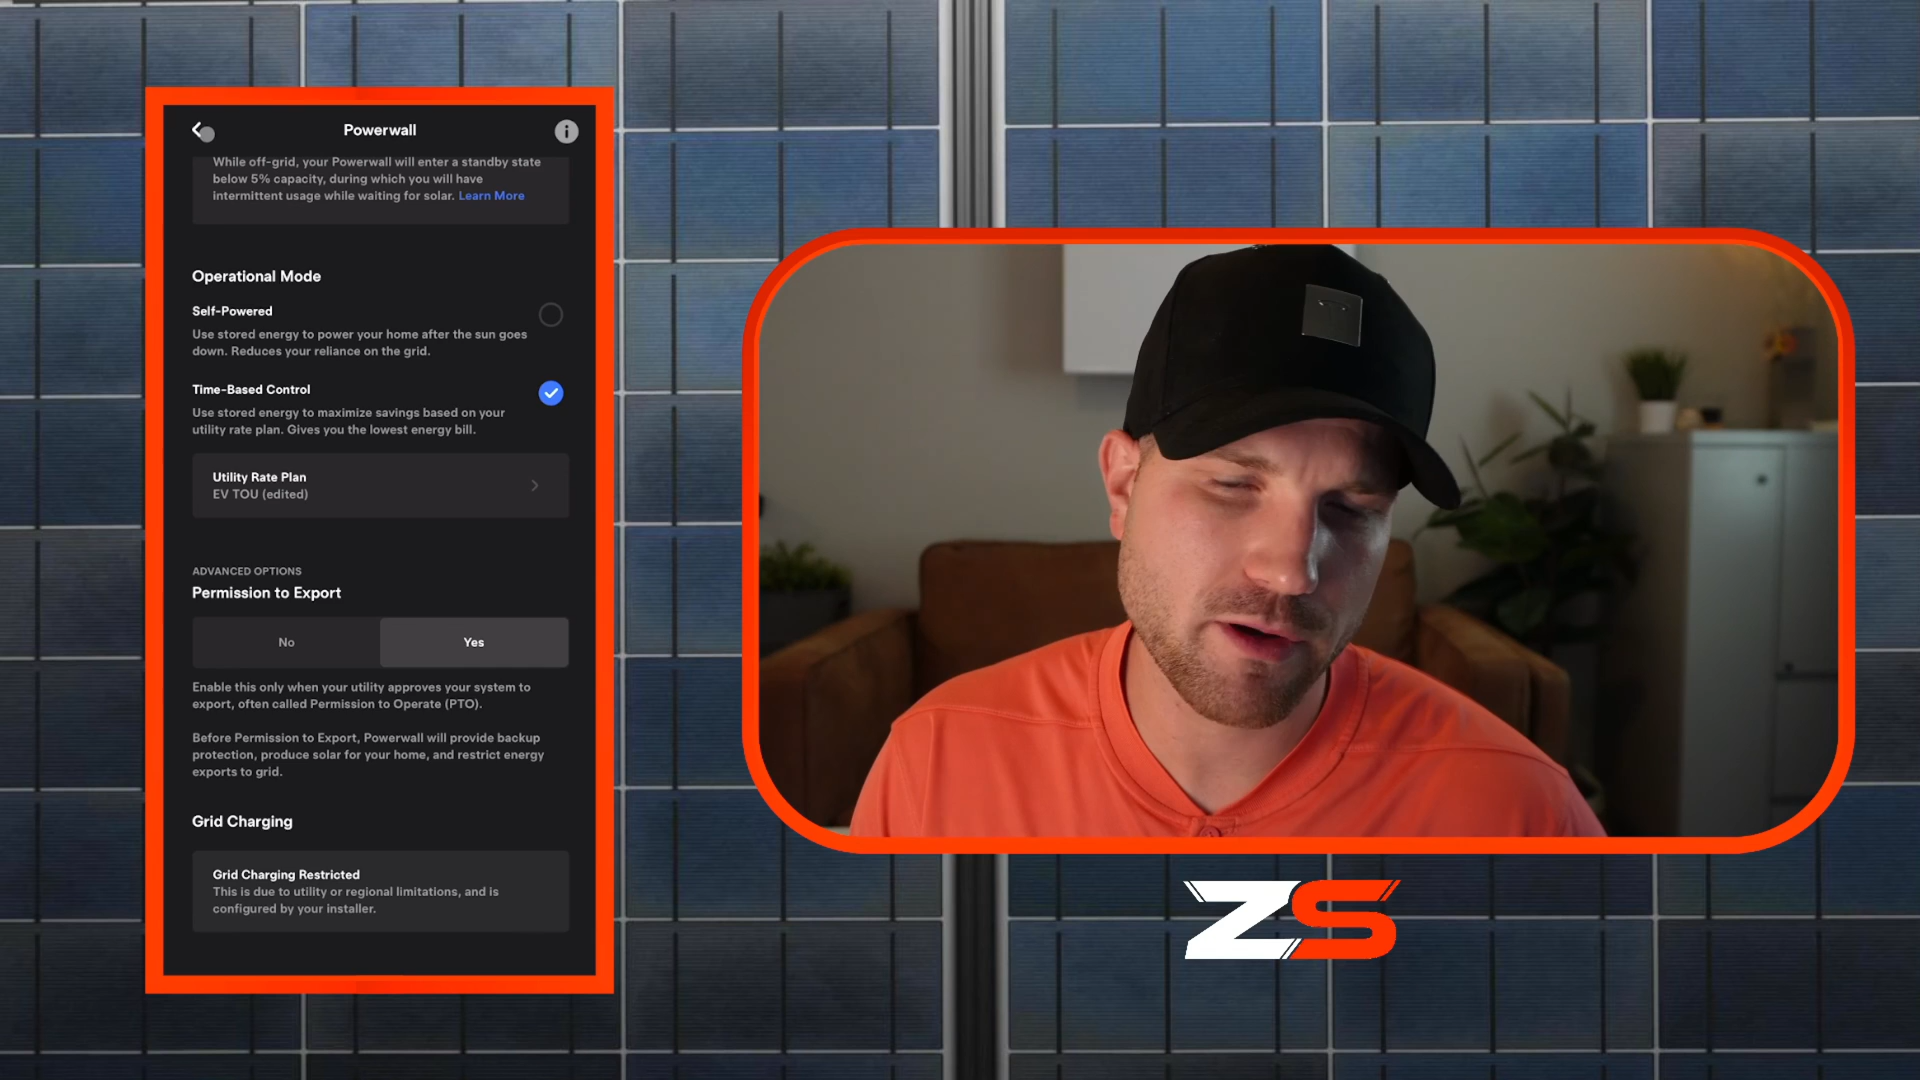 Powerwall
While off-grid, your Powerwall will enter a standby state
below 5% capacity, during which you will have
intermittent usage while waiting for solar. Learn More
Operational Mode
Self-Powered
Use stored energy to power your home after the sun goes
down. Reduces your reliance on the grid.
Time-Based Control
Use stored energy to maximize savings based on your
utility rate plan. Gives you the lowest energy bill.
Utility Rate Plan
EV TOU (edited)
ADVANCED OPTIONS
Permission to Export
No
Yes
Enable this only when your utility approves your system to
export, often called Permission to Operate (PTO).
Before Permission to Export, Powerwall will provide backup
protection, produce solar for your home, and restrict energy
exports to grid.
Grid Charging
Grid Charging Restricted
This is due to utility or regional limitations, and is
configured by your installer.
ZS